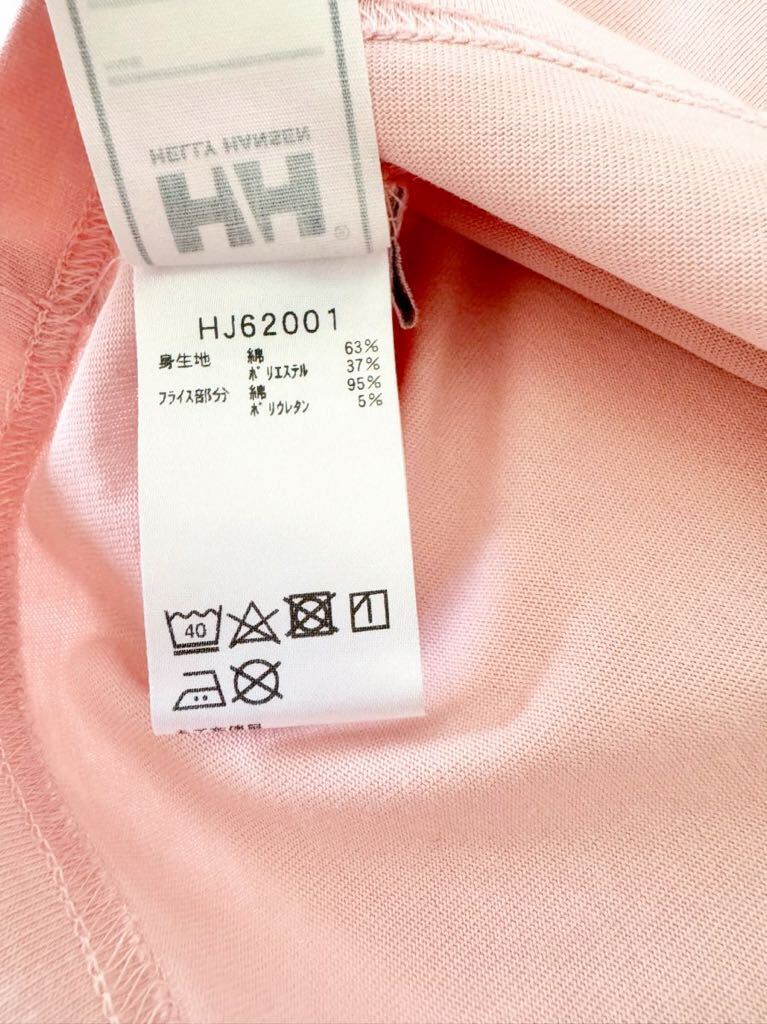 HELLY HANSEN
HH®
HJ62001
身生地 綿 63%
ポリエステル 37%
フライス部分 綿 95%
ポリウレタン 5%
40